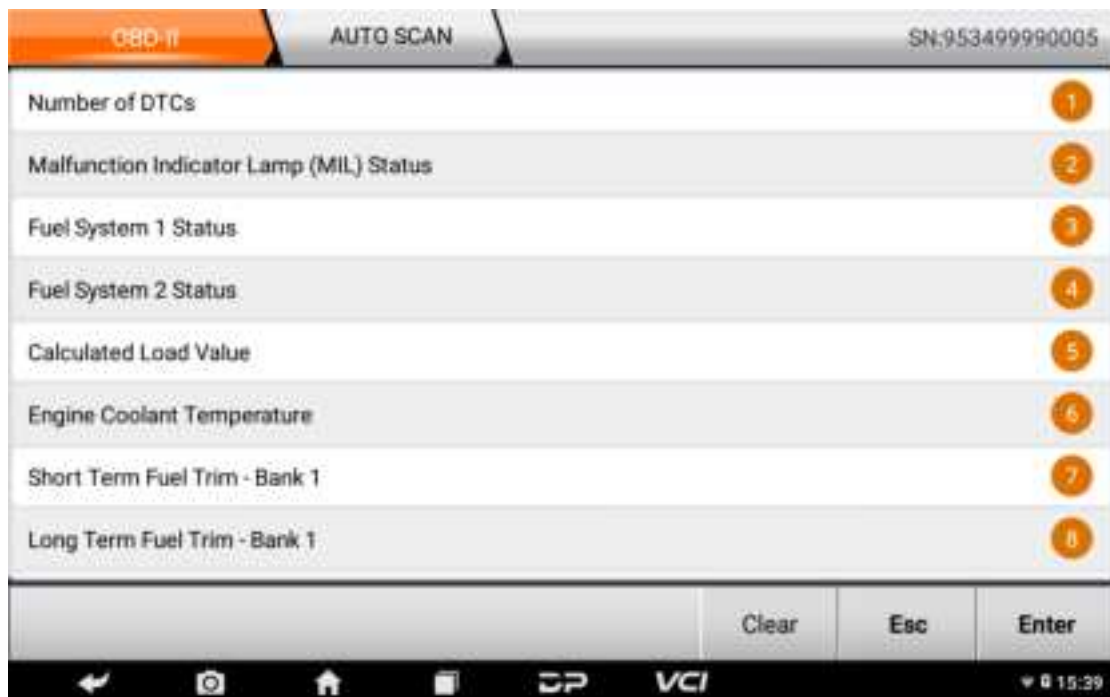 OBD-II
AUTO SCAN
SN:953499990005
Number of DTCs 1
Malfunction Indicator Lamp (MIL) Status 2
Fuel System 1 Status 3
Fuel System 2 Status 4
Calculated Load Value 5
Engine Coolant Temperature 6
Short Term Fuel Trim - Bank 1 7
Long Term Fuel Trim - Bank 1 8
Clear
Esc
Enter
VCI
15:39